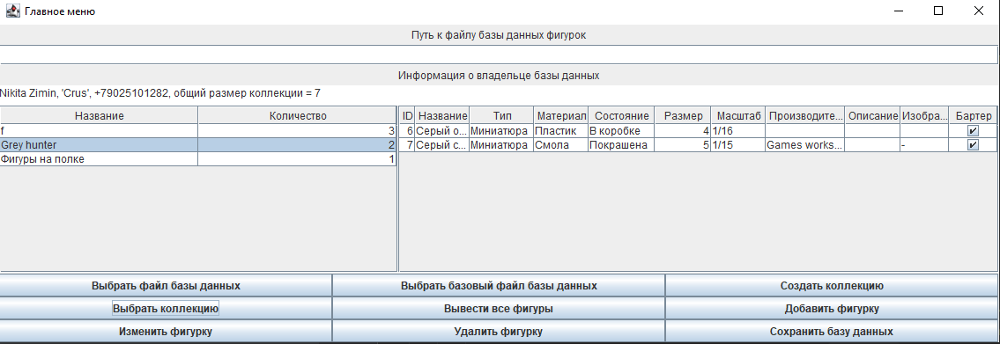 Главное меню
Путь к файлу базы данных фигурок
Информация о владельце базы данных
Nikita Zimin, 'Crus', +79025101282, общий размер коллекции = 7
Название Количество
f 3
Grey hunter 2
Фигуры на полке 1
ID Название Тип Материал Состояние Размер Масштаб Производите... Описание Изобра... Бартер
6 Серый о... Миниатюра Пластик В коробке 4 1/16
7 Серый с... Миниатюра Смола Покрашена 5 1/15 Games works... -
Выбрать файл базы данных Выбрать базовый файл базы данных Создать коллекцию
Выбрать коллекцию Вывести все фигуры Добавить фигурку
Изменить фигурку Удалить фигурку Сохранить базу данных